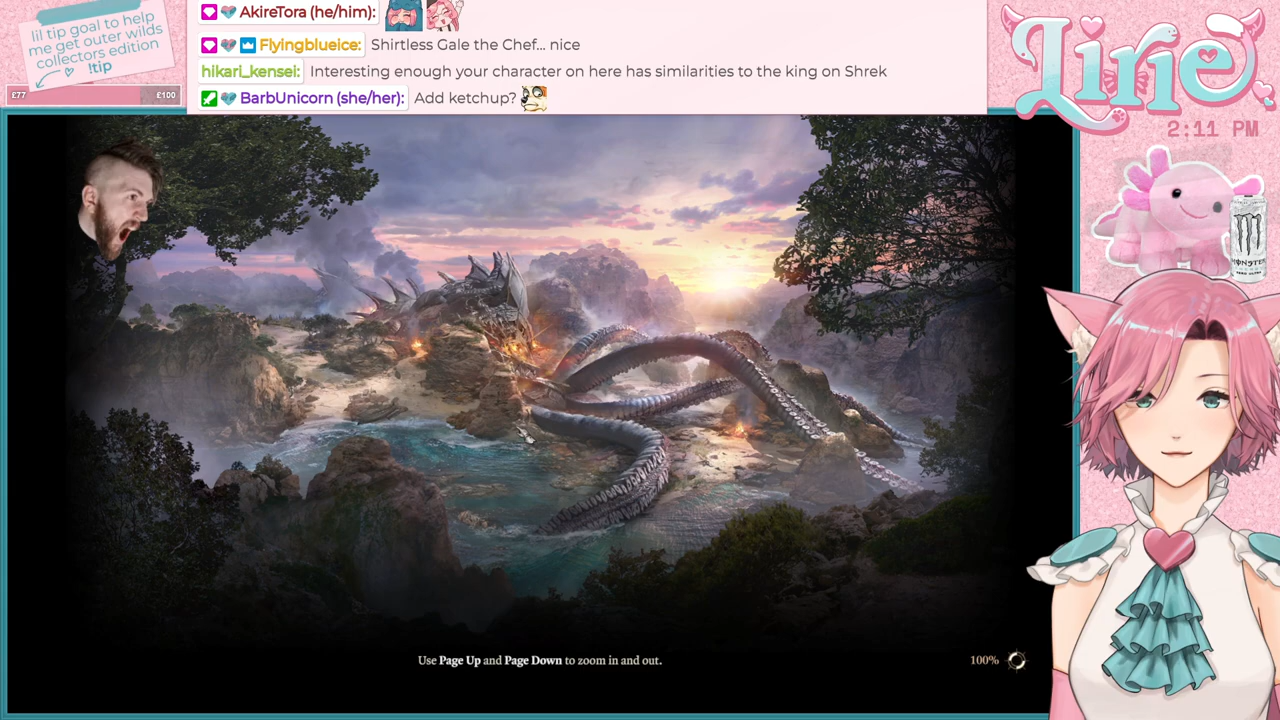 lil tip goal to help
me get outer wilds
collectors edition
!tip
£77
£100
AkireTora (he/him):
Flyingblueice: Shirtless Gale the Chef... nice
hikari_kensei: Interesting enough your character on here has similarities to the king on Shrek
BarbUnicorn (she/her): Add ketchup?
Lirie
2:11 PM
MONSTER
Use Page Up and Page Down to zoom in and out.
100%